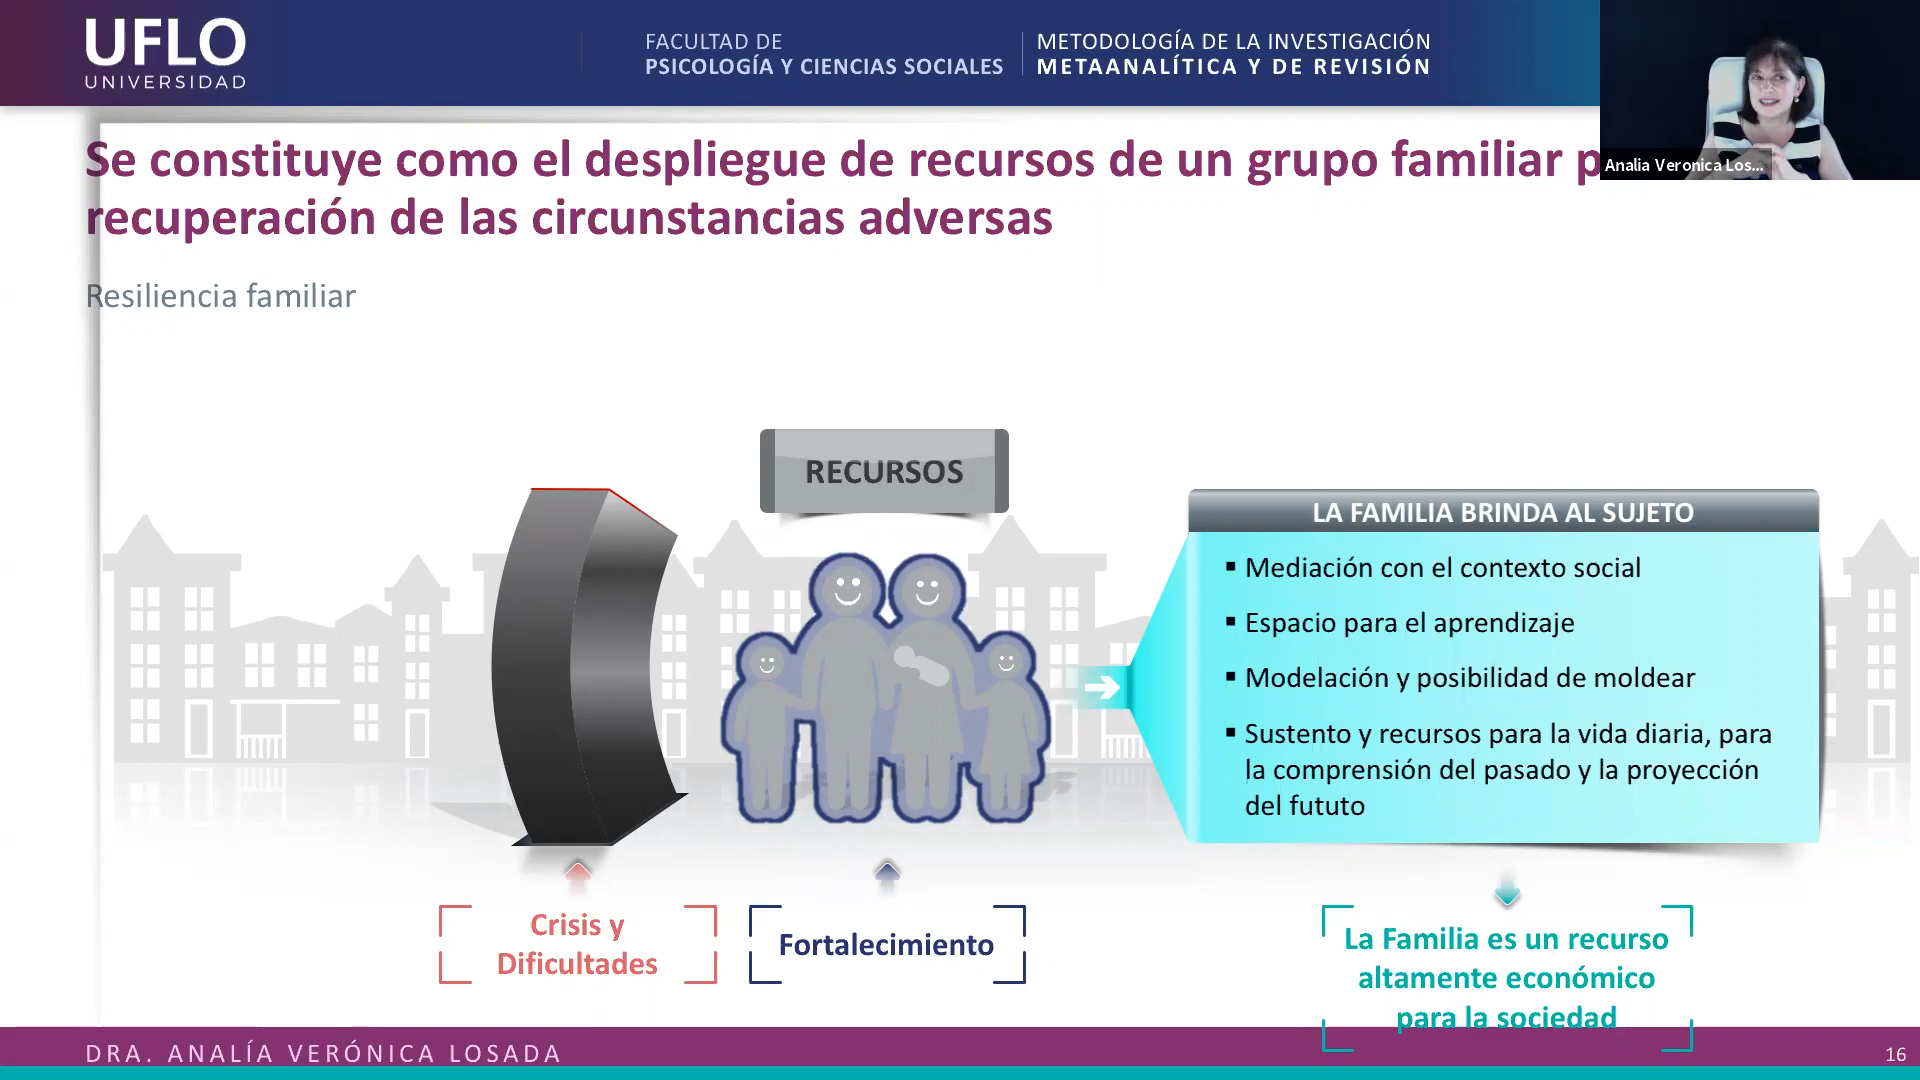 UFLO
UNIVERSIDAD
FACULTAD DE
PSICOLOGÍA Y CIENCIAS SOCIALES
METODOLOGÍA DE LA INVESTIGACIÓN
METAANALÍTICA Y DE REVISIÓN
Analia Veronica Los...
Se constituye como el despliegue de recursos de un grupo familiar p
recuperación de las circunstancias adversas
Resiliencia familiar
RECURSOS
LA FAMILIA BRINDA AL SUJETO
▪ Mediación con el contexto social
▪ Espacio para el aprendizaje
▪ Modelación y posibilidad de moldear
▪ Sustento y recursos para la vida diaria, para
la comprensión del pasado y la proyección
del fututo
Crisis y
Dificultades
Fortalecimiento
La Familia es un recurso
altamente económico
para la sociedad
DRA. ANALÍA VERÓNICA LOSADA
16